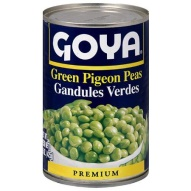 GOYA
Green Pigeon Peas
Gandules Verdes
PREMIUM